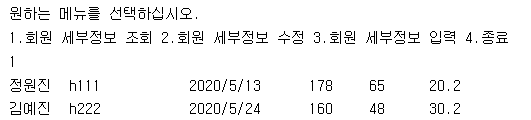 원하는 메뉴를 선택하십시오.
1.회원 세부정보 조회 2.회원 세부정보 수정 3.회원 세부정보 입력 4.종료
1
정원진 h111 2020/5/13 178 65 20.2
김예진 h222 2020/5/24 160 48 30.2